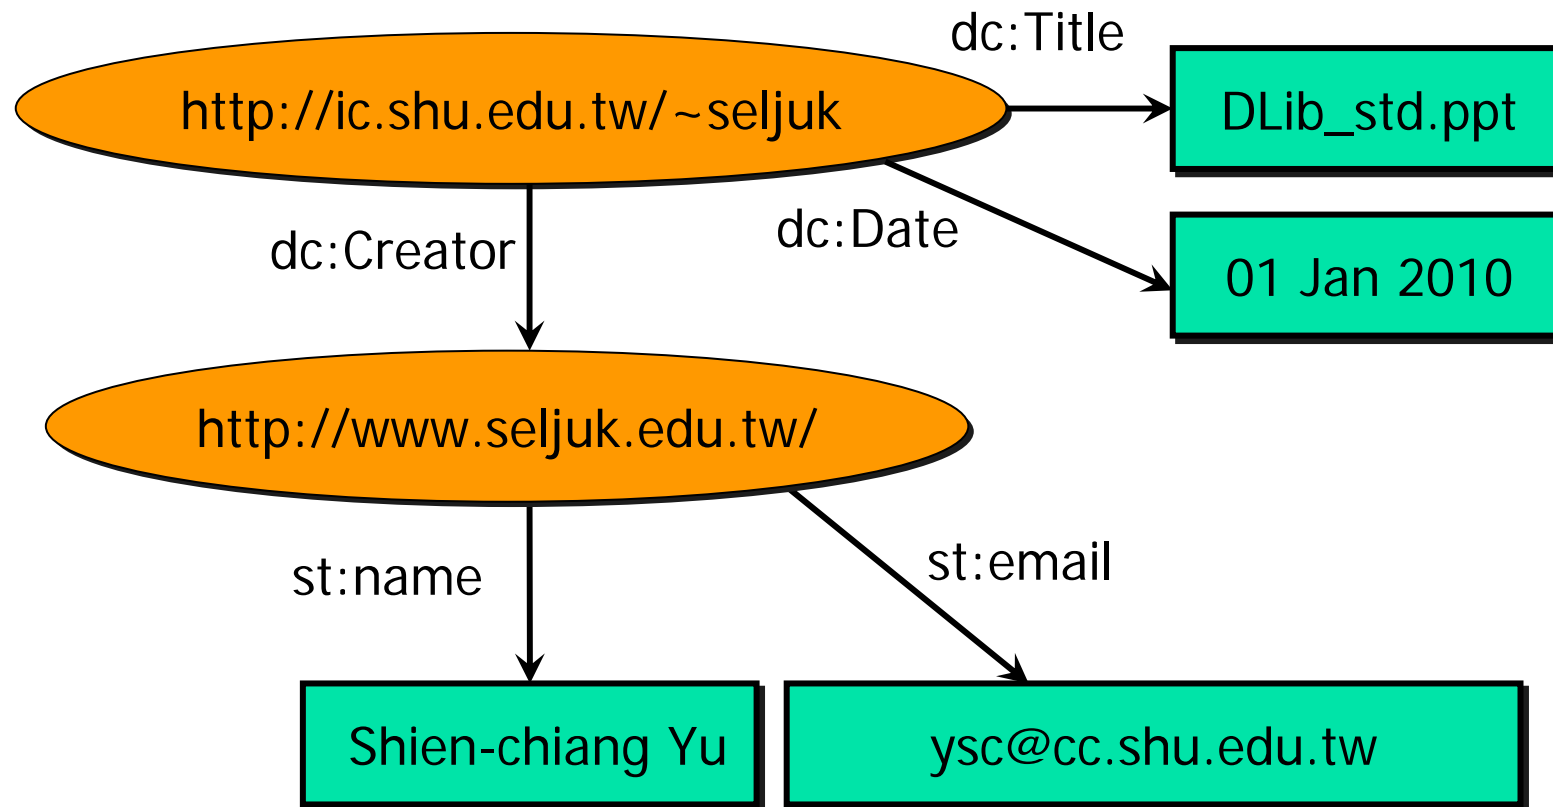 dc:Title
http://ic.shu.edu.tw/~seljuk
DLib_std.ppt
dc:Creator
dc:Date
01 Jan 2010
http://www.seljuk.edu.tw/
st:name
st:email
Shien-chiang Yu
ysc@cc.shu.edu.tw